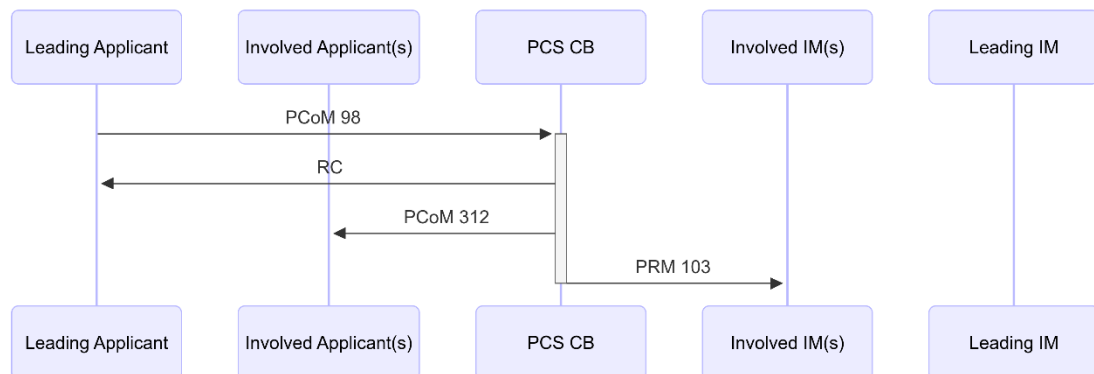 Leading Applicant
Involved Applicant(s)
PCS CB
Involved IM(s)
Leading IM
PCoM 98
RC
PCoM 312
PRM 103
Leading Applicant
Involved Applicant(s)
PCS CB
Involved IM(s)
Leading IM